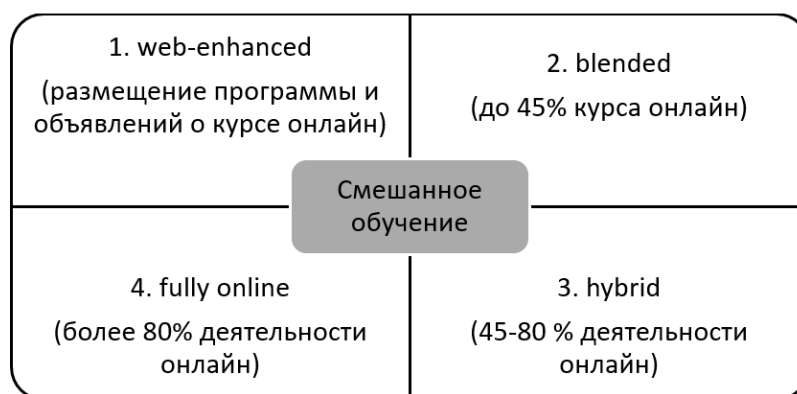 1. web-enhanced
(размещение программы и
объявлений о курсе онлайн)
2. blended
(до 45% курса онлайн)
Смешанное
обучение
4. fully online
(более 80% деятельности
онлайн)
3. hybrid
(45-80 % деятельности
онлайн)